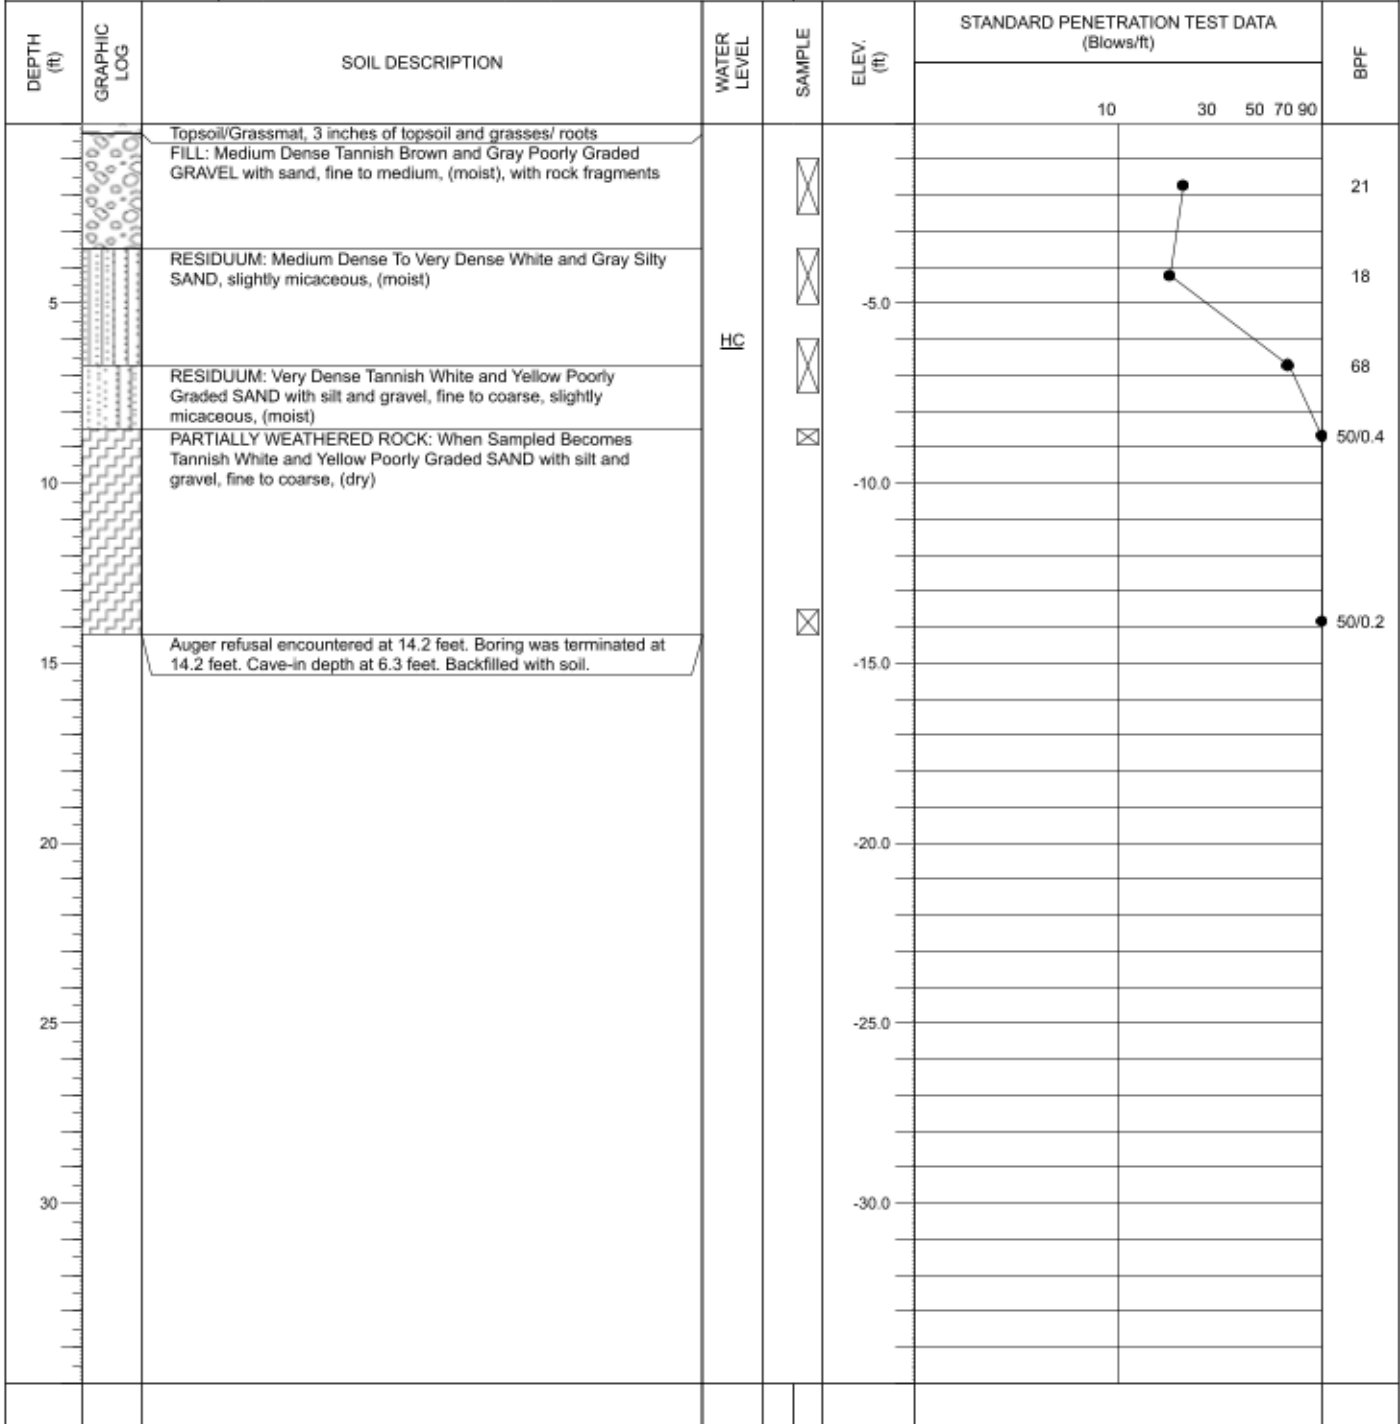 DEPTH
(ft)
GRAPHIC
LOG
SOIL DESCRIPTION
WATER
LEVEL
SAMPLE
ELEV.
(ft)
STANDARD PENETRATION TEST DATA
(Blows/ft)
BPF
10 30 50 70 90
Topsoil/Grassmat, 3 inches of topsoil and grasses/ roots
FILL: Medium Dense Tannish Brown and Gray Poorly Graded
GRAVEL with sand, fine to medium, (moist), with rock fragments
21
RESIDUUM: Medium Dense To Very Dense White and Gray Silty
SAND, slightly micaceous, (moist)
18
5 -5.0
HC
68
RESIDUUM: Very Dense Tannish White and Yellow Poorly
Graded SAND with silt and gravel, fine to coarse, slightly
micaceous, (moist)
PARTIALLY WEATHERED ROCK: When Sampled Becomes
Tannish White and Yellow Poorly Graded SAND with silt and
gravel, fine to coarse, (dry)
50/0.4
10 -10.0
50/0.2
Auger refusal encountered at 14.2 feet. Boring was terminated at
14.2 feet. Cave-in depth at 6.3 feet. Backfilled with soil.
15 -15.0
20 -20.0
25 -25.0
30 -30.0